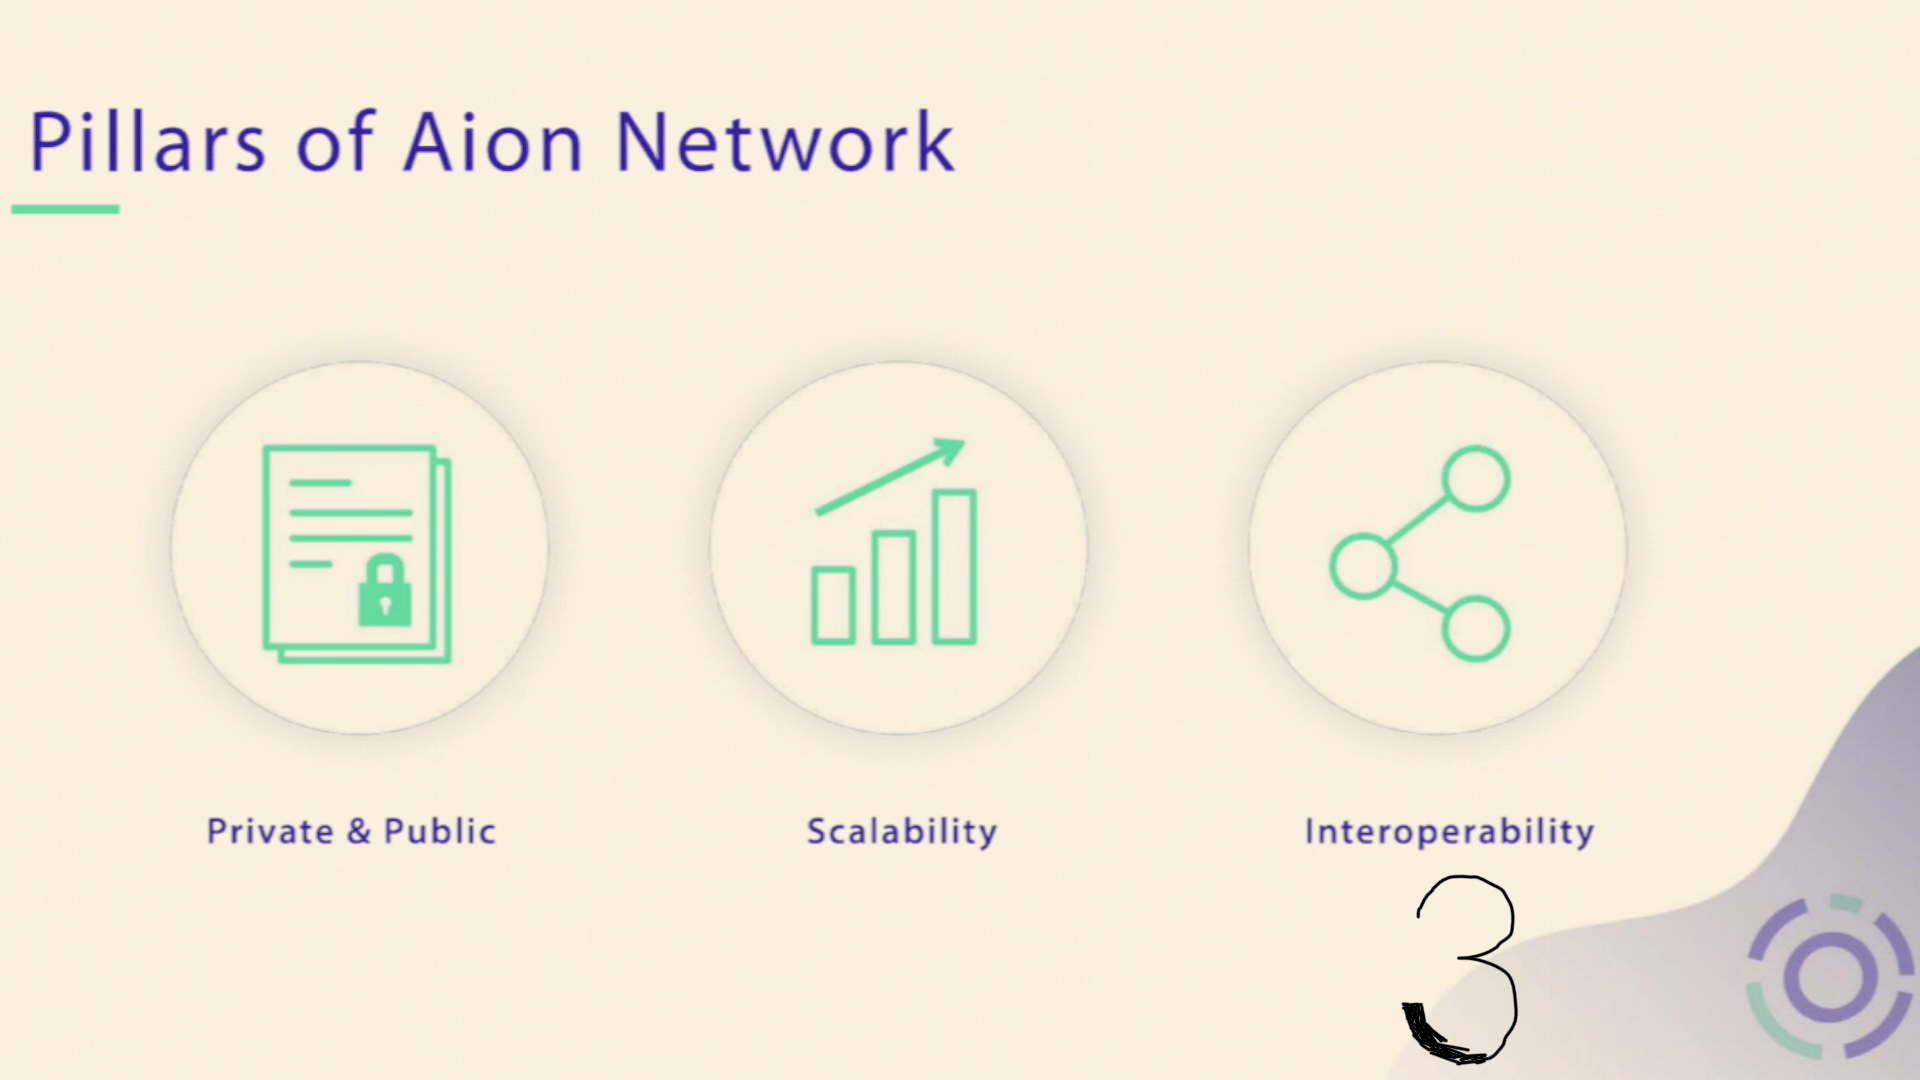 Pillars of Aion Network
Private & Public
Scalability
Interoperability
3